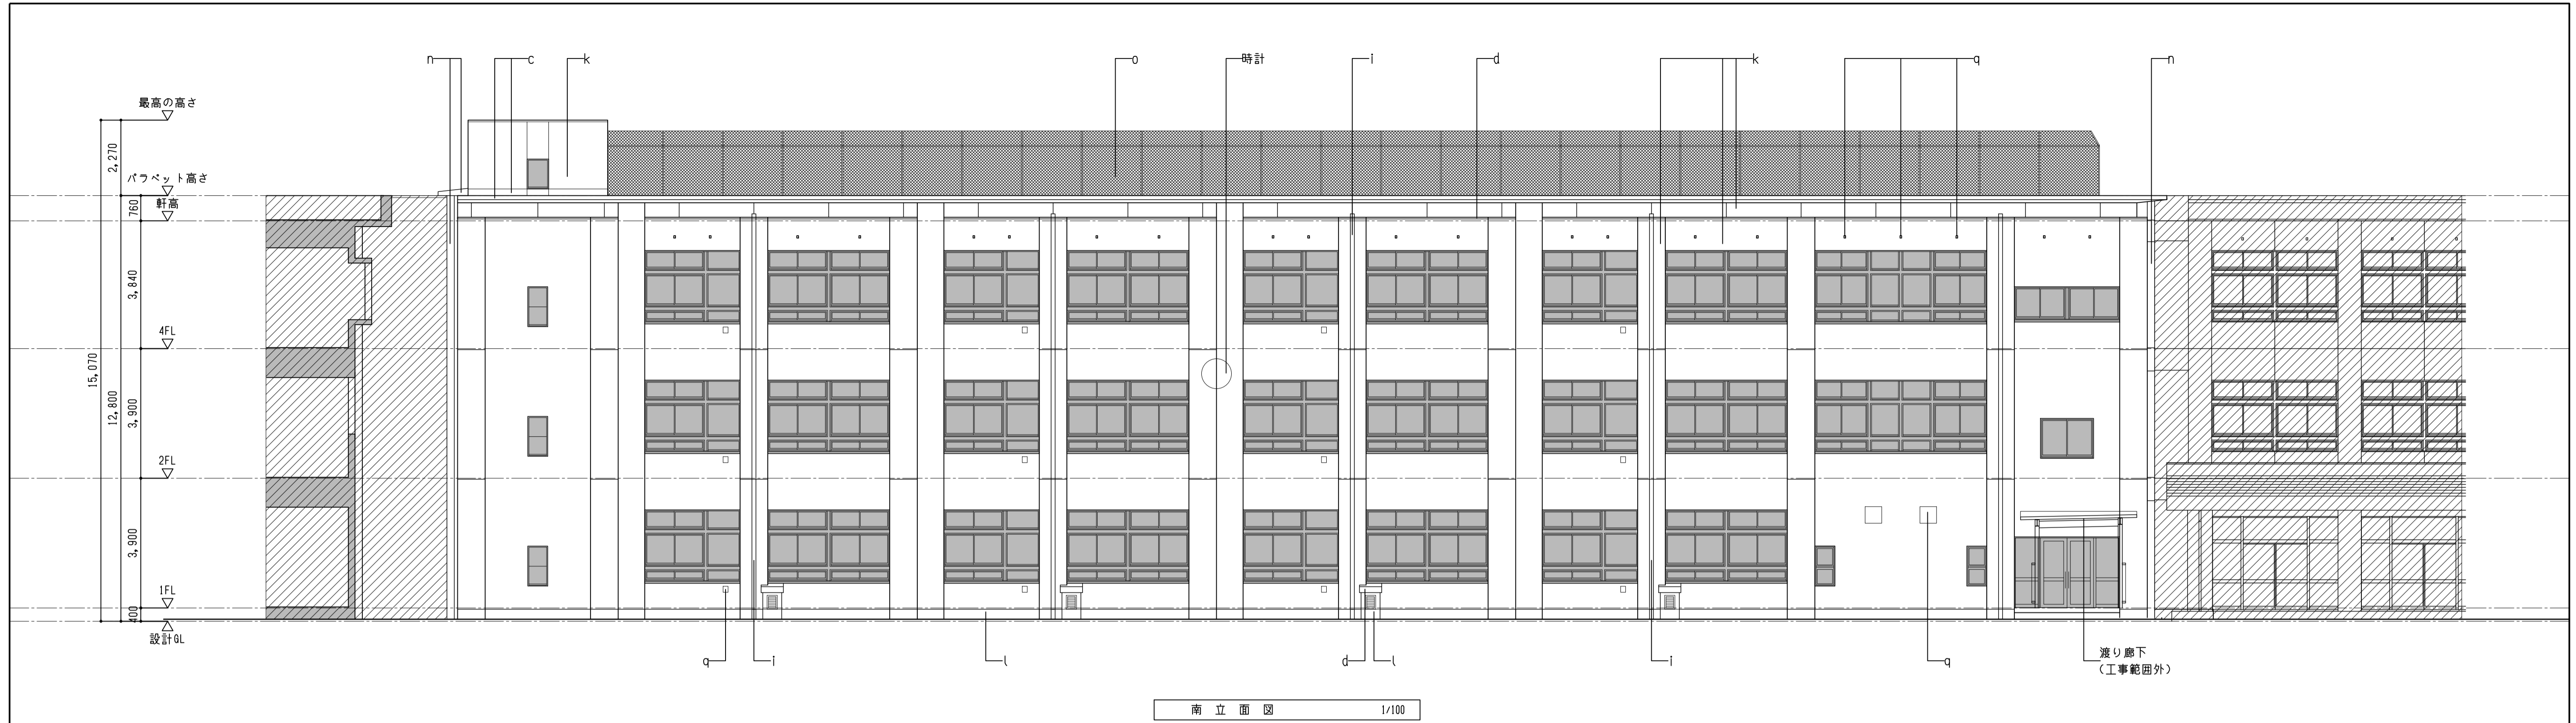 n
c
k
o
時計
i
d
k
q
n
最高の高さ
2,270
パラペット高さ
760
軒高
3,840
4FL
15,070
12,800
3,900
2FL
3,900
1FL
400
設計GL
q
i
l
d
l
i
q
渡り廊下
(工事範囲外)
南立面図 1/100